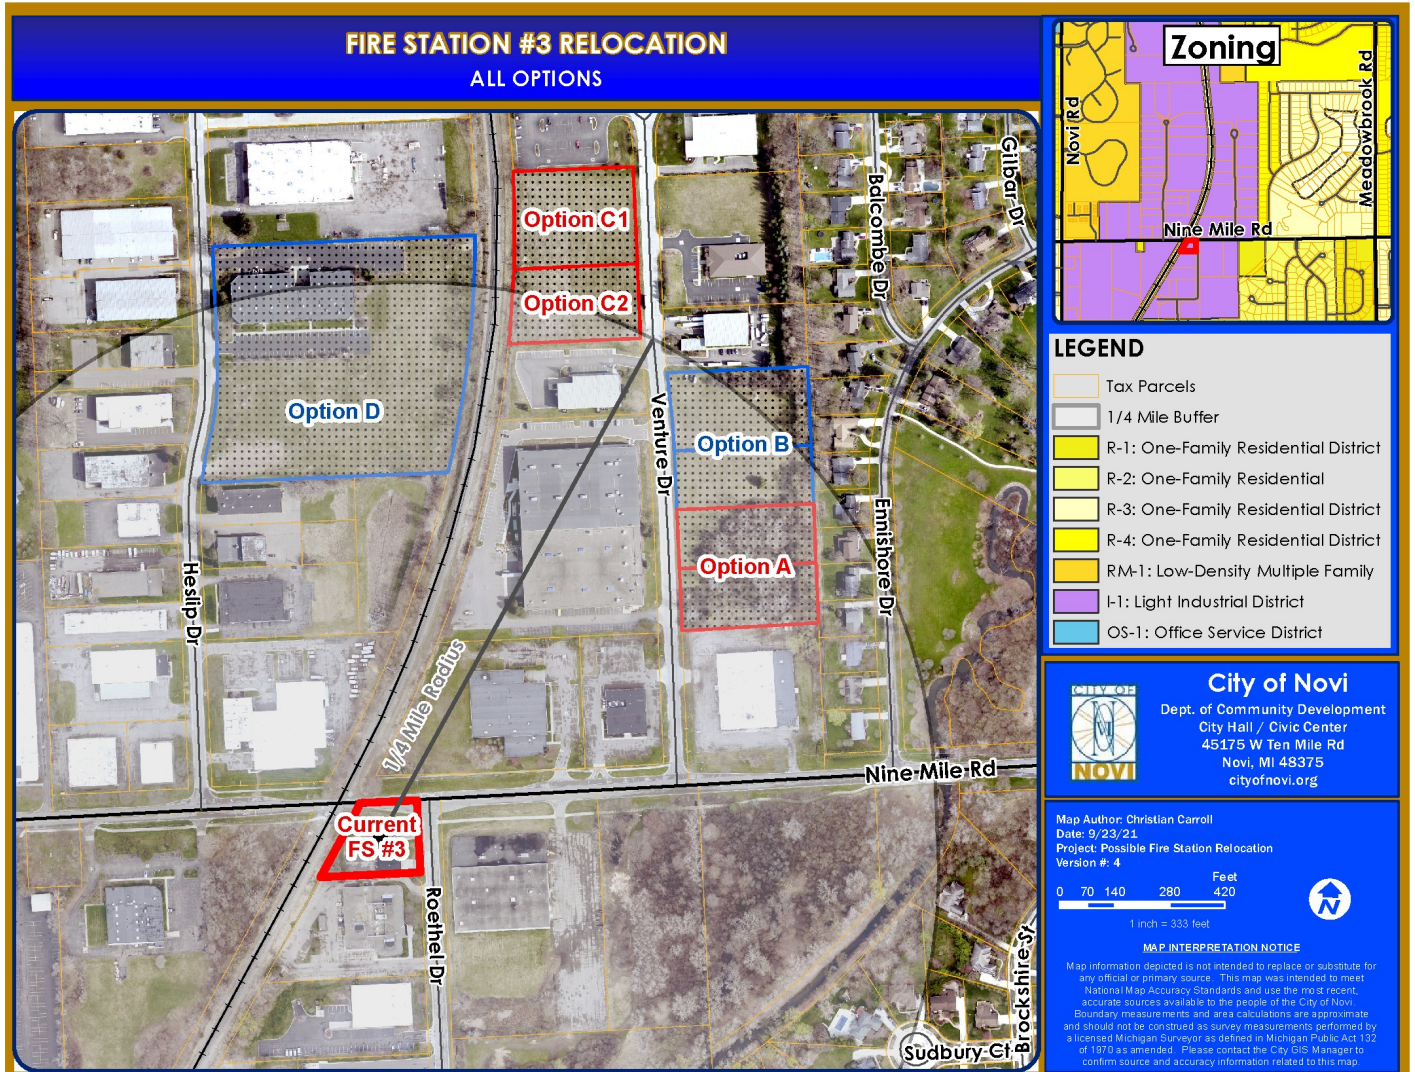 FIRE STATION #3 RELOCATION
ALL OPTIONS
Option C1
Option C2
Option D
Option B
Option A
Current
FS #3
1/4 Mile Radius
Heslip Dr
Venture Dr
Balcombe Dr
Gilbar Dr
Ennishore Dr
Nine Mile Rd
Roethel Dr
Brockshire St
Sudbury Ct
Zoning
Novi Rd
Meadowbrook Rd
Nine Mile Rd
LEGEND
Tax Parcels
1/4 Mile Buffer
R-1: One-Family Residential District
R-2: One-Family Residential
R-3: One-Family Residential District
R-4: One-Family Residential District
RM-1: Low-Density Multiple Family
I-1: Light Industrial District
OS-1: Office Service District
CITY OF
NOVI
City of Novi
Dept. of Community Development
City Hall / Civic Center
45175 W Ten Mile Rd
Novi, MI 48375
cityofnovi.org
Map Author: Christian Carroll
Date: 9/23/21
Project: Possible Fire Station Relocation
Version #: 4
Feet
0 70 140 280 420
1 inch = 333 feet
N
MAP INTERPRETATION NOTICE
Map information depicted is not intended to replace or substitute for
any official or primary source. This map was intended to meet
National Map Accuracy Standards and use the most recent,
accurate sources available to the people of the City of Novi.
Boundary measurements and area calculations are approximate
and should not be construed as survey measurements performed by
a licensed Michigan Surveyor as defined in Michigan Public Act 132
of 1970 as amended. Please contact the City GIS Manager to
confirm source and accuracy information related to this map.